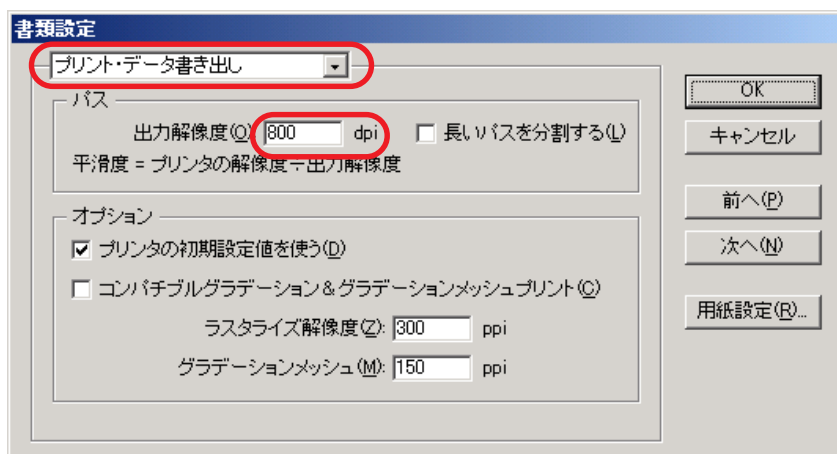 書類設定
プリント・データ書き出し
パス
出力解像度(O): 800 dpi 長いパスを分割する(L)
平滑度 = プリンタの解像度÷出力解像度
オプション
プリンタの初期設定値を使う(D)
コンパチブルグラデーション&グラデーションメッシュプリント(C)
ラスタライズ解像度(Z): 300 ppi
グラデーションメッシュ(M): 150 ppi
OK
キャンセル
前へ(P)
次へ(N)
用紙設定(R)...